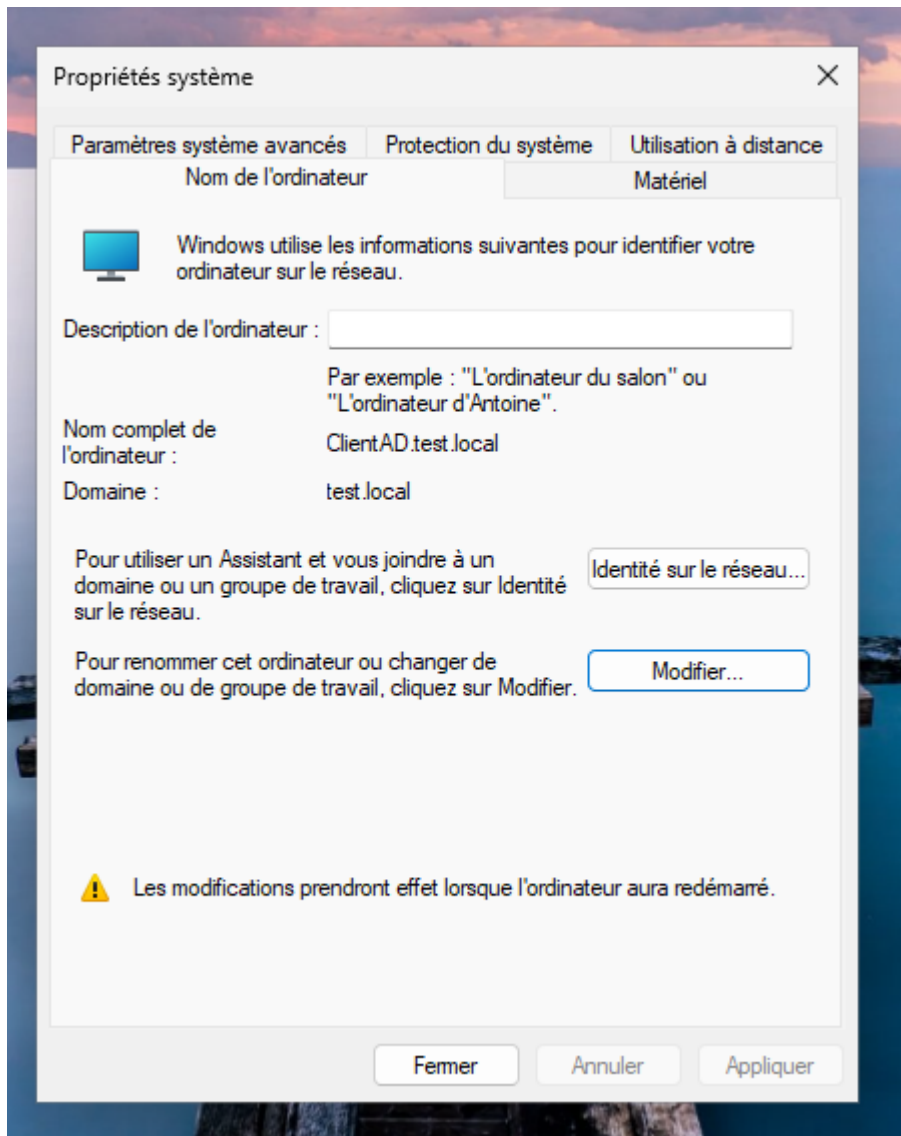 Propriétés système
Paramètres système avancés
Protection du système
Utilisation à distance
Nom de l'ordinateur
Matériel
Windows utilise les informations suivantes pour identifier votre
ordinateur sur le réseau.
Description de l'ordinateur :
Par exemple : "L'ordinateur du salon" ou
"L'ordinateur d'Antoine".
Nom complet de
l'ordinateur :
ClientAD.test.local
Domaine :
test.local
Pour utiliser un Assistant et vous joindre à un
domaine ou un groupe de travail, cliquez sur Identité
sur le réseau.
Identité sur le réseau...
Pour renommer cet ordinateur ou changer de
domaine ou de groupe de travail, cliquez sur Modifier.
Modifier...
Les modifications prendront effet lorsque l'ordinateur aura redémarré.
Fermer
Annuler
Appliquer